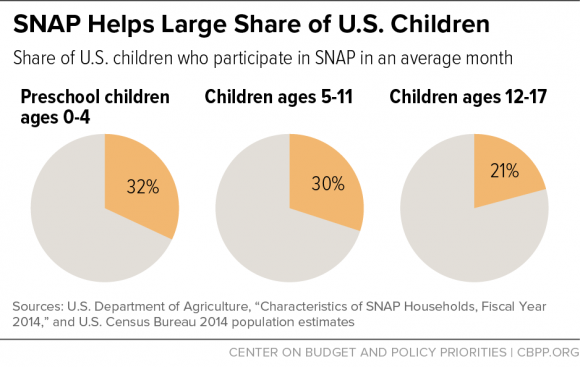 SNAP Helps Large Share of U.S. Children
Share of U.S. children who participate in SNAP in an average month
Preschool children
ages 0-4
Children ages 5-11
Children ages 12-17
32%
30%
21%
Sources: U.S. Department of Agriculture, “Characteristics of SNAP Households, Fiscal Year
2014,” and U.S. Census Bureau 2014 population estimates
CENTER ON BUDGET AND POLICY PRIORITIES | CBPP.ORG